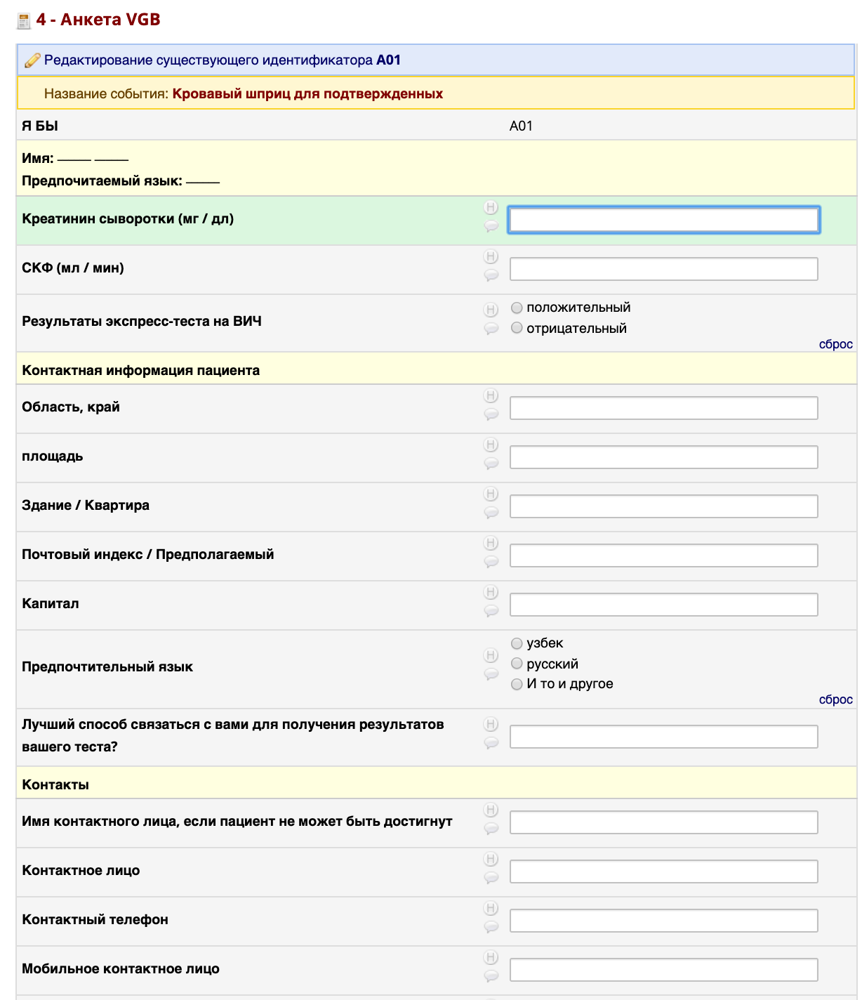 4 - Анкета VGB
Редактирование существующего идентификатора A01
Название события: Кровавый шприц для подтвержденных
Я БЫ A01
Имя: _____ _____
Предпочитаемый язык: _____
Креатинин сыворотки (мг / дл)
H
СКФ (мл / мин)
H
Результаты экспресс-теста на ВИЧ
H
положительный
отрицательный
сброс
Контактная информация пациента
Область, край
H
площадь
H
Здание / Квартира
H
Почтовый индекс / Предполагаемый
H
Капитал
H
Предпочтительный язык
H
узбек
русский
И то и другое
сброс
Лучший способ связаться с вами для получения результатов
вашего теста?
H
Контакты
Имя контактного лица, если пациент не может быть достигнут
H
Контактное лицо
H
Контактный телефон
H
Мобильное контактное лицо
H